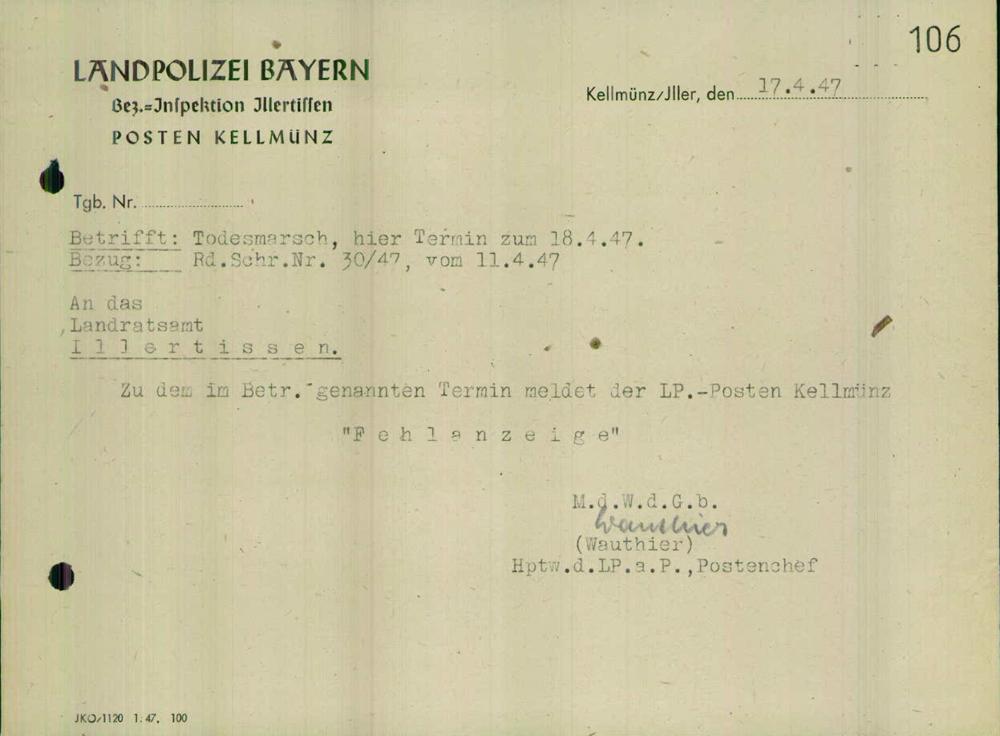 106
LANDPOLIZEI BAYERN
Bez.=Inspektion Illertissen
POSTEN KELLMÜNZ
Kellmünz/Jller, den 17.4.47
Tgb. Nr.
Betrifft: Todesmarsch, hier Termin zum 18.4.47.
Bezug: Rd.Schr.Nr. 30/47, vom 11.4.47
An das
Landratsamt
I l l e r t i s s e n.
Zu dem im Betr. genannten Termin meldet der LP.-Posten Kellmünz
"F e h l a n z e i g e"
M.d.W.d.G.b.
Wauthier
(Wauthier)
Hptw.d.LP.a.P.,Postenchef
JKO/1120 1. 47. 100